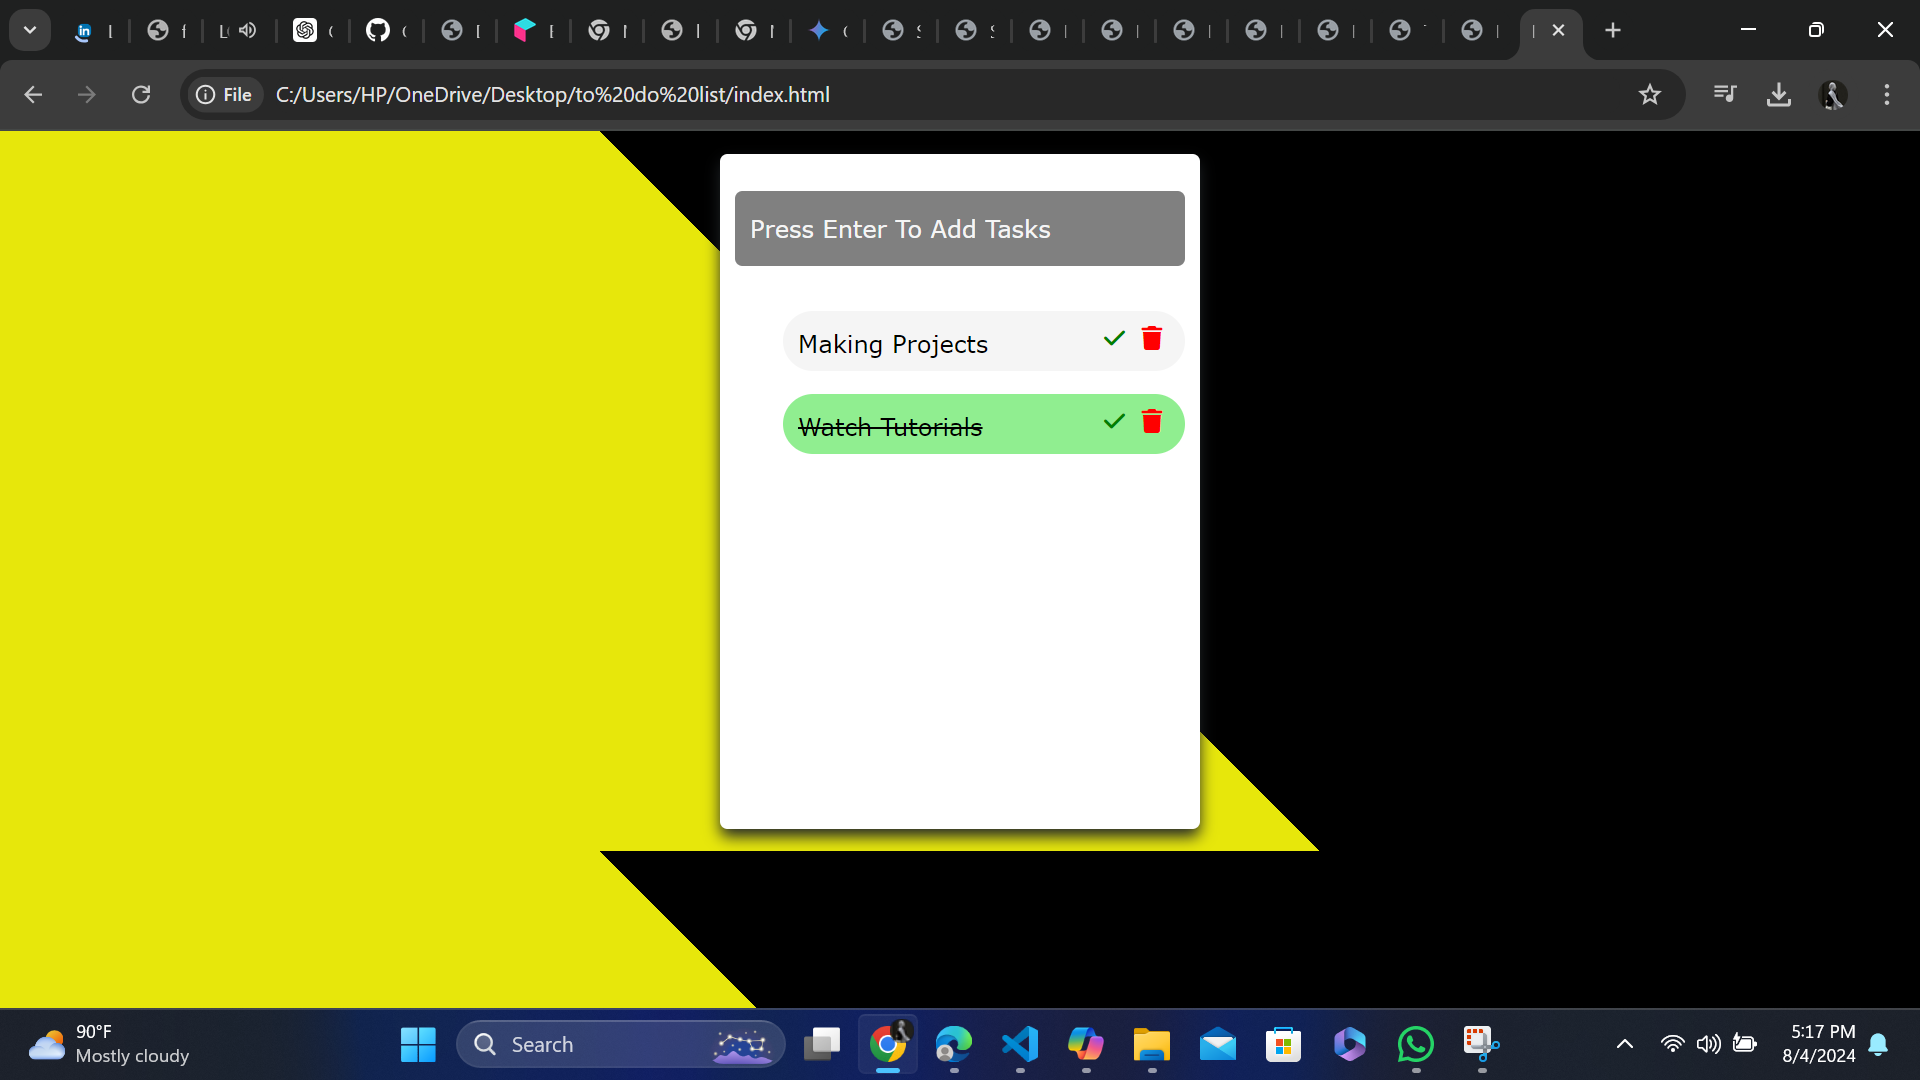 File
C:/Users/HP/OneDrive/Desktop/to%20do%20list/index.html
Press Enter To Add Tasks
Making Projects
Watch Tutorials
90°F
Mostly cloudy
Search
5:17 PM
8/4/2024